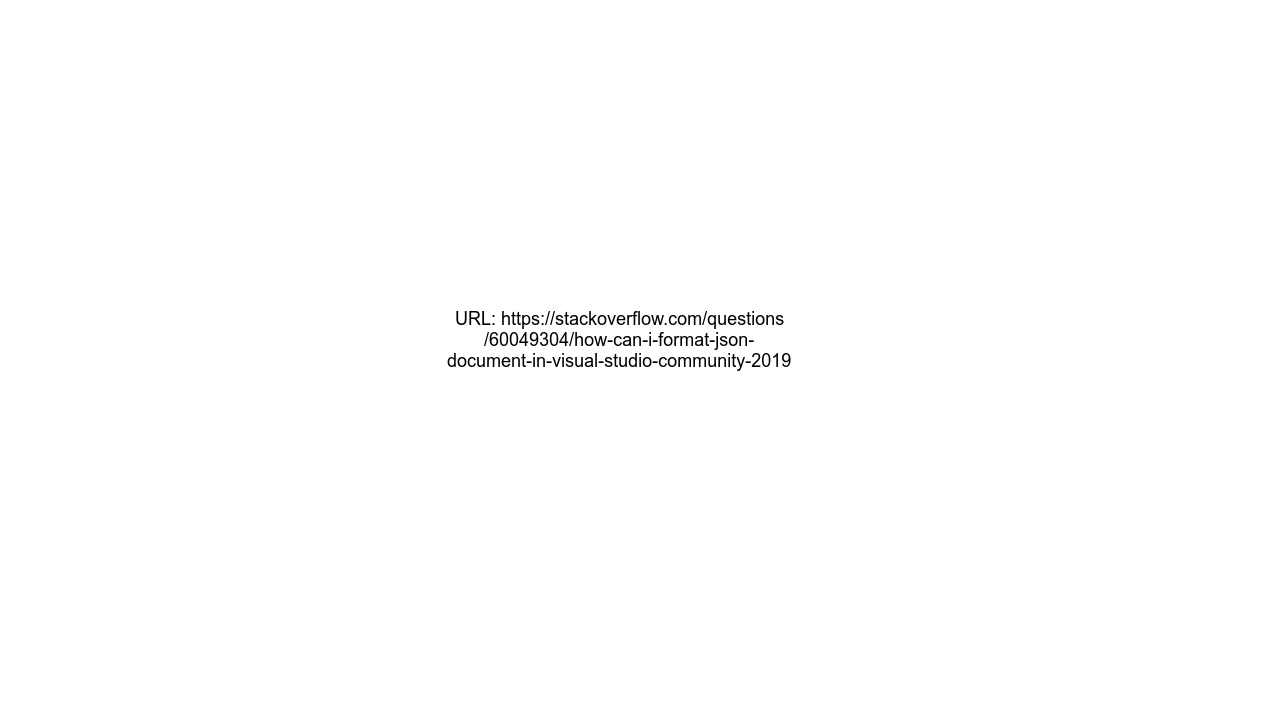 URL: https://stackoverflow.com/questions
/60049304/how-can-i-format-json-
document-in-visual-studio-community-2019